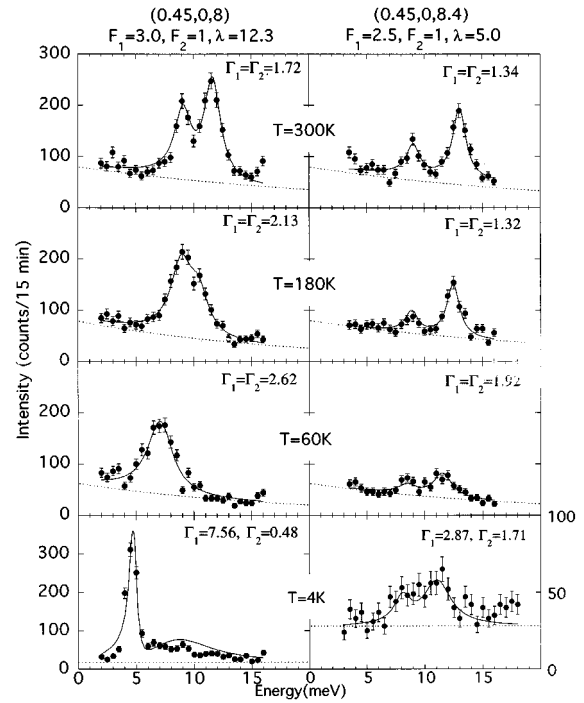 (0.45,0,8)
F1=3.0, F2=1, λ=12.3
(0.45,0,8.4)
F1=2.5, F2=1, λ=5.0
300
200
100
0
Γ1=Γ2=1.72
T=300K
Γ1=Γ2=1.34
200
100
0
Γ1=Γ2=2.13
T=180K
Γ1=Γ2=1.32
Intensity (counts/15 min)
200
100
0
Γ1=Γ2=2.62
T=60K
Γ1=Γ2=1.92
300
200
100
0
Γ1=7.56, Γ2=0.48
T=4K
Γ1=2.87, Γ2=1.71
100
50
0
0 5 10 15 0 5 10 15
Energy(meV)